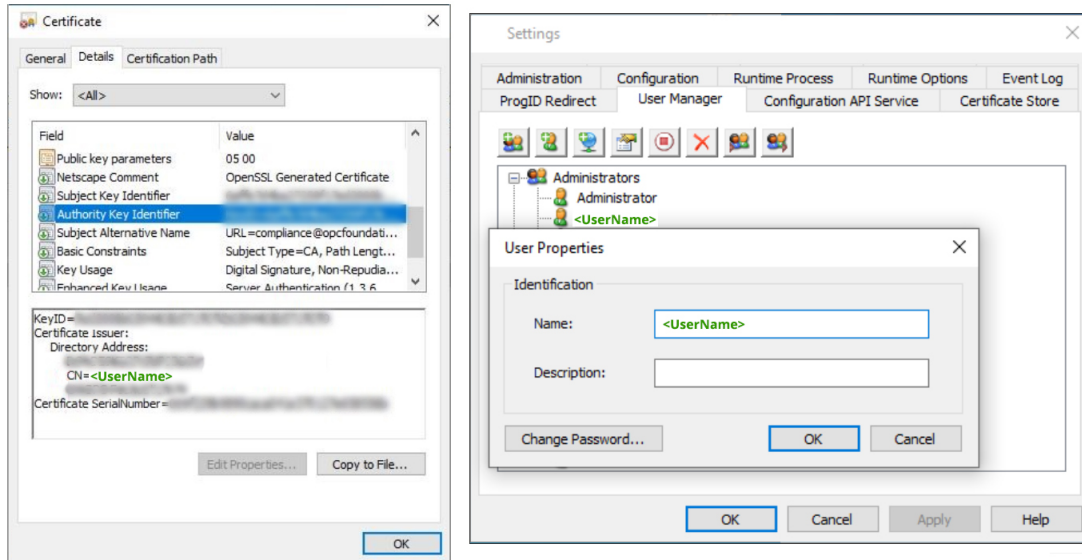 Certificate
General Details Certification Path
Show: <All>
Field Value
Public key parameters 05 00
Netscape Comment OpenSSL Generated Certificate
Subject Key Identifier
Authority Key Identifier
Subject Alternative Name URL=compliance@opcfoundati...
Basic Constraints Subject Type=CA, Path Lengt...
Key Usage Digital Signature, Non-Repudia...
Enhanced Key Usage Server Authentication (1.3.6
KeyID=
Certificate Issuer:
Directory Address:
CN=<UserName>
Certificate SerialNumber=
Edit Properties... Copy to File...
OK
Settings
Administration Configuration Runtime Process Runtime Options Event Log
ProgID Redirect User Manager Configuration API Service Certificate Store
Administrators
Administrator
<UserName>
User Properties
Identification
Name: <UserName>
Description:
Change Password... OK Cancel
OK Cancel Apply Help